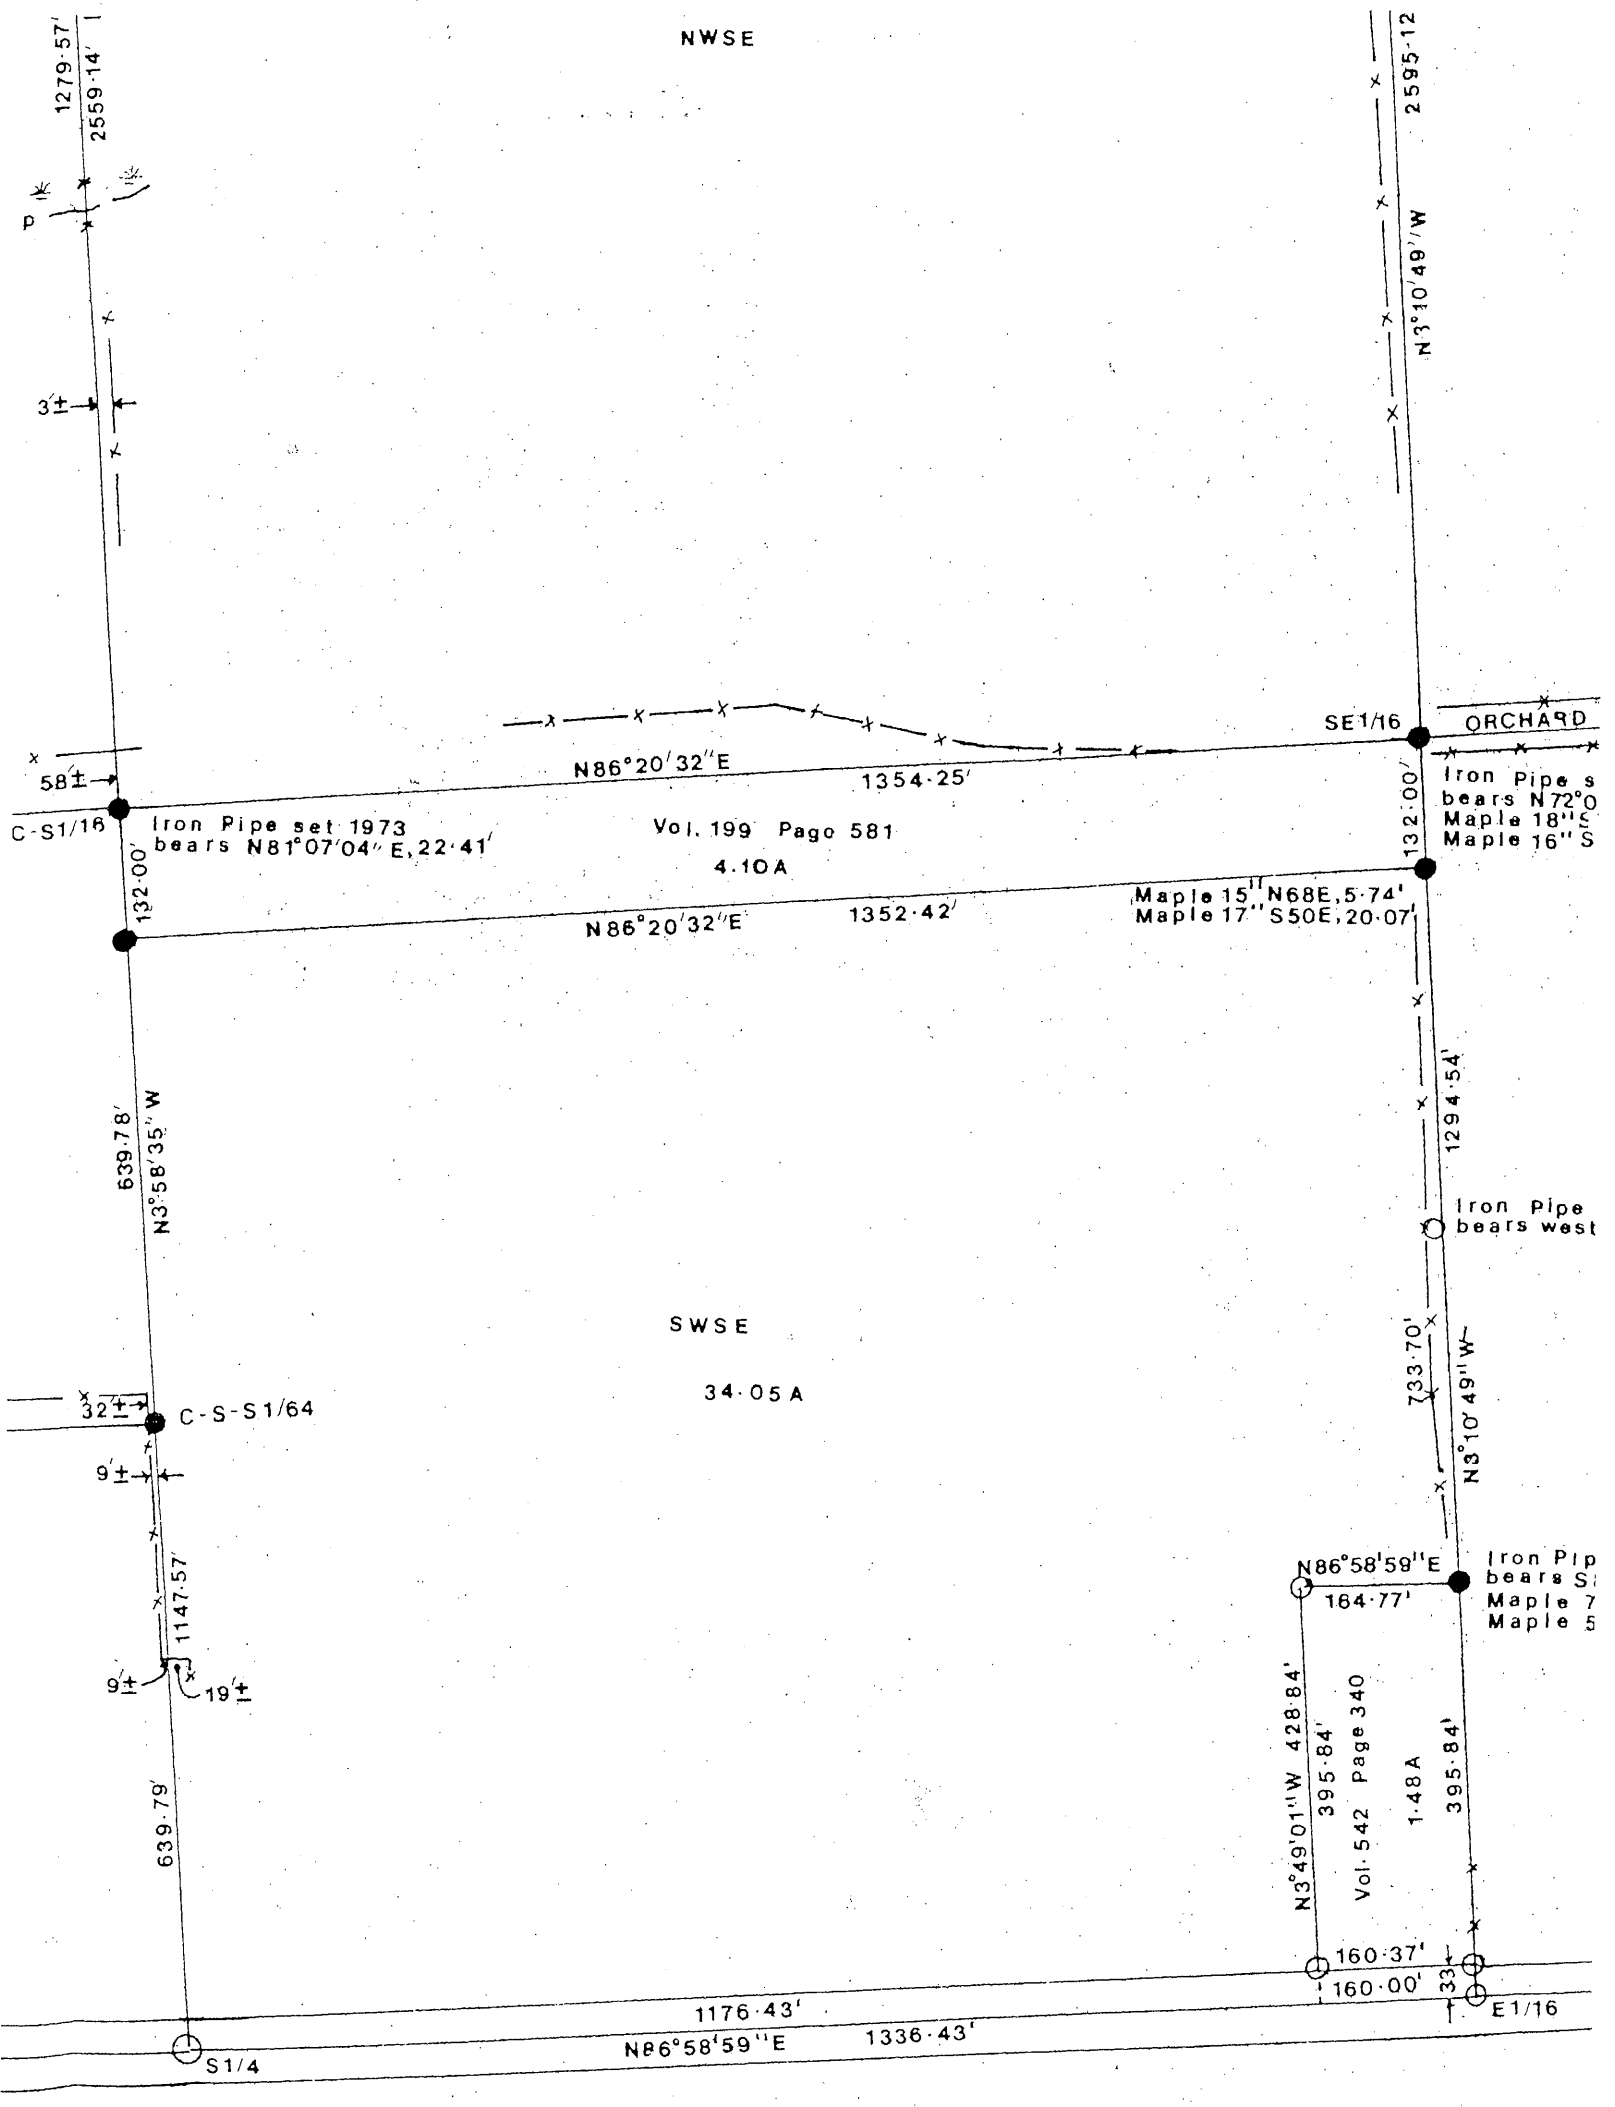 NWSE
1279.57'
2559.14'
2595.12
P
N3°10'49"W
3'±
SE1/16
ORCHARD
N86°20'32"E
1354.25'
58'±
C-S1/16
Iron Pipe set 1973
bears N81°07'04"E,22.41'
Vol. 199 Page 581
4.10A
132.00'
132.00'
Iron Pipe s
bears N72°0
Maple 18"S
Maple 16"S
Maple 15"N68E,5.74'
Maple 17"S50E,20.07'
N86°20'32"E
1352.42'
639.78'
N3°58'35"W
1294.54'
Iron Pipe
bears west
SWSE
34.05A
733.70'
N3°10'49"W
32'±
C-S-S1/64
9'±
1147.57'
9'±
19'±
N86°58'59"E
164.77'
Iron Pip
bears S
Maple 7
Maple 5
N3°49'01"W 428.84'
395.84'
Vol.542 Page 340
1.48A
395.84'
639.79'
160.37'
160.00'
33
E1/16
1176.43'
N86°58'59"E
1336.43'
S1/4